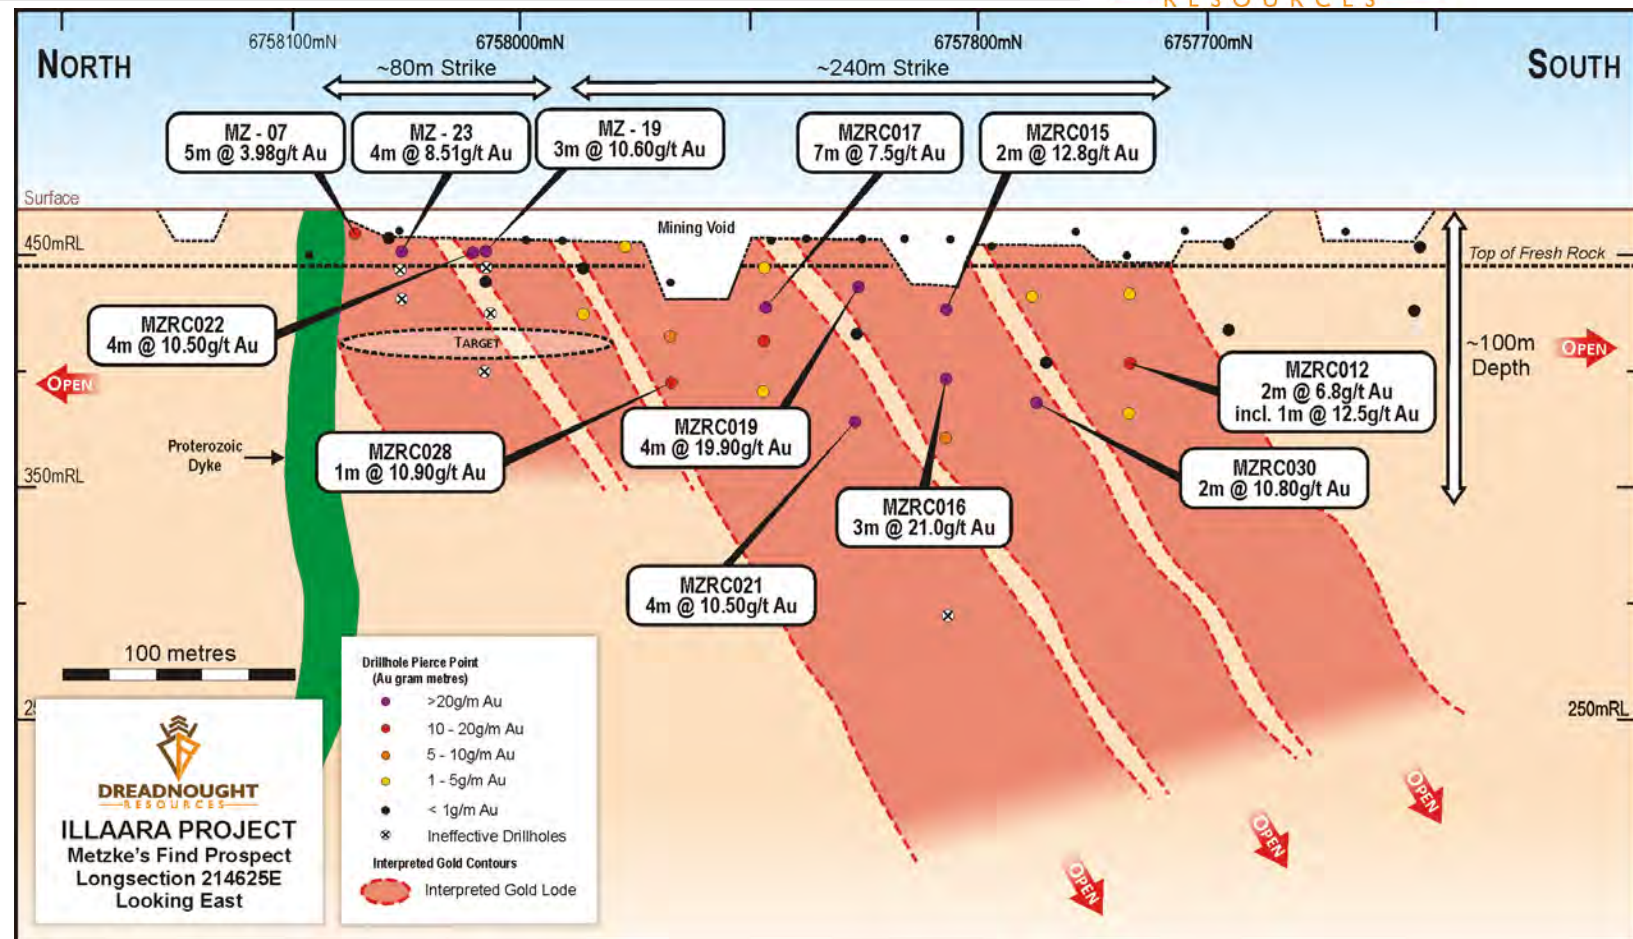 RESOURCES
6758100mN
6758000mN
6757800mN
6757700mN
NORTH
~80m Strike
~240m Strike
SOUTH
MZ - 07
5m @ 3.98g/t Au
MZ - 23
4m @ 8.51g/t Au
MZ - 19
3m @ 10.60g/t Au
MZRC017
7m @ 7.5g/t Au
MZRC015
2m @ 12.8g/t Au
Surface
Mining Void
450mRL
Top of Fresh Rock
MZRC022
4m @ 10.50g/t Au
TARGET
~100m
Depth
OPEN
OPEN
MZRC012
2m @ 6.8g/t Au
incl. 1m @ 12.5g/t Au
MZRC019
4m @ 19.90g/t Au
Proterozoic
Dyke
MZRC028
1m @ 10.90g/t Au
350mRL
MZRC030
2m @ 10.80g/t Au
MZRC016
3m @ 21.0g/t Au
MZRC021
4m @ 10.50g/t Au
100 metres
250mRL
Drillhole Pierce Point
(Au gram metres)
>20g/m Au
10 - 20g/m Au
5 - 10g/m Au
1 - 5g/m Au
< 1g/m Au
Ineffective Drillholes
Interpreted Gold Contours
Interpreted Gold Lode
DREADNOUGHT
RESOURCES
ILLAARA PROJECT
Metzke's Find Prospect
Longsection 214625E
Looking East
OPEN
OPEN
OPEN